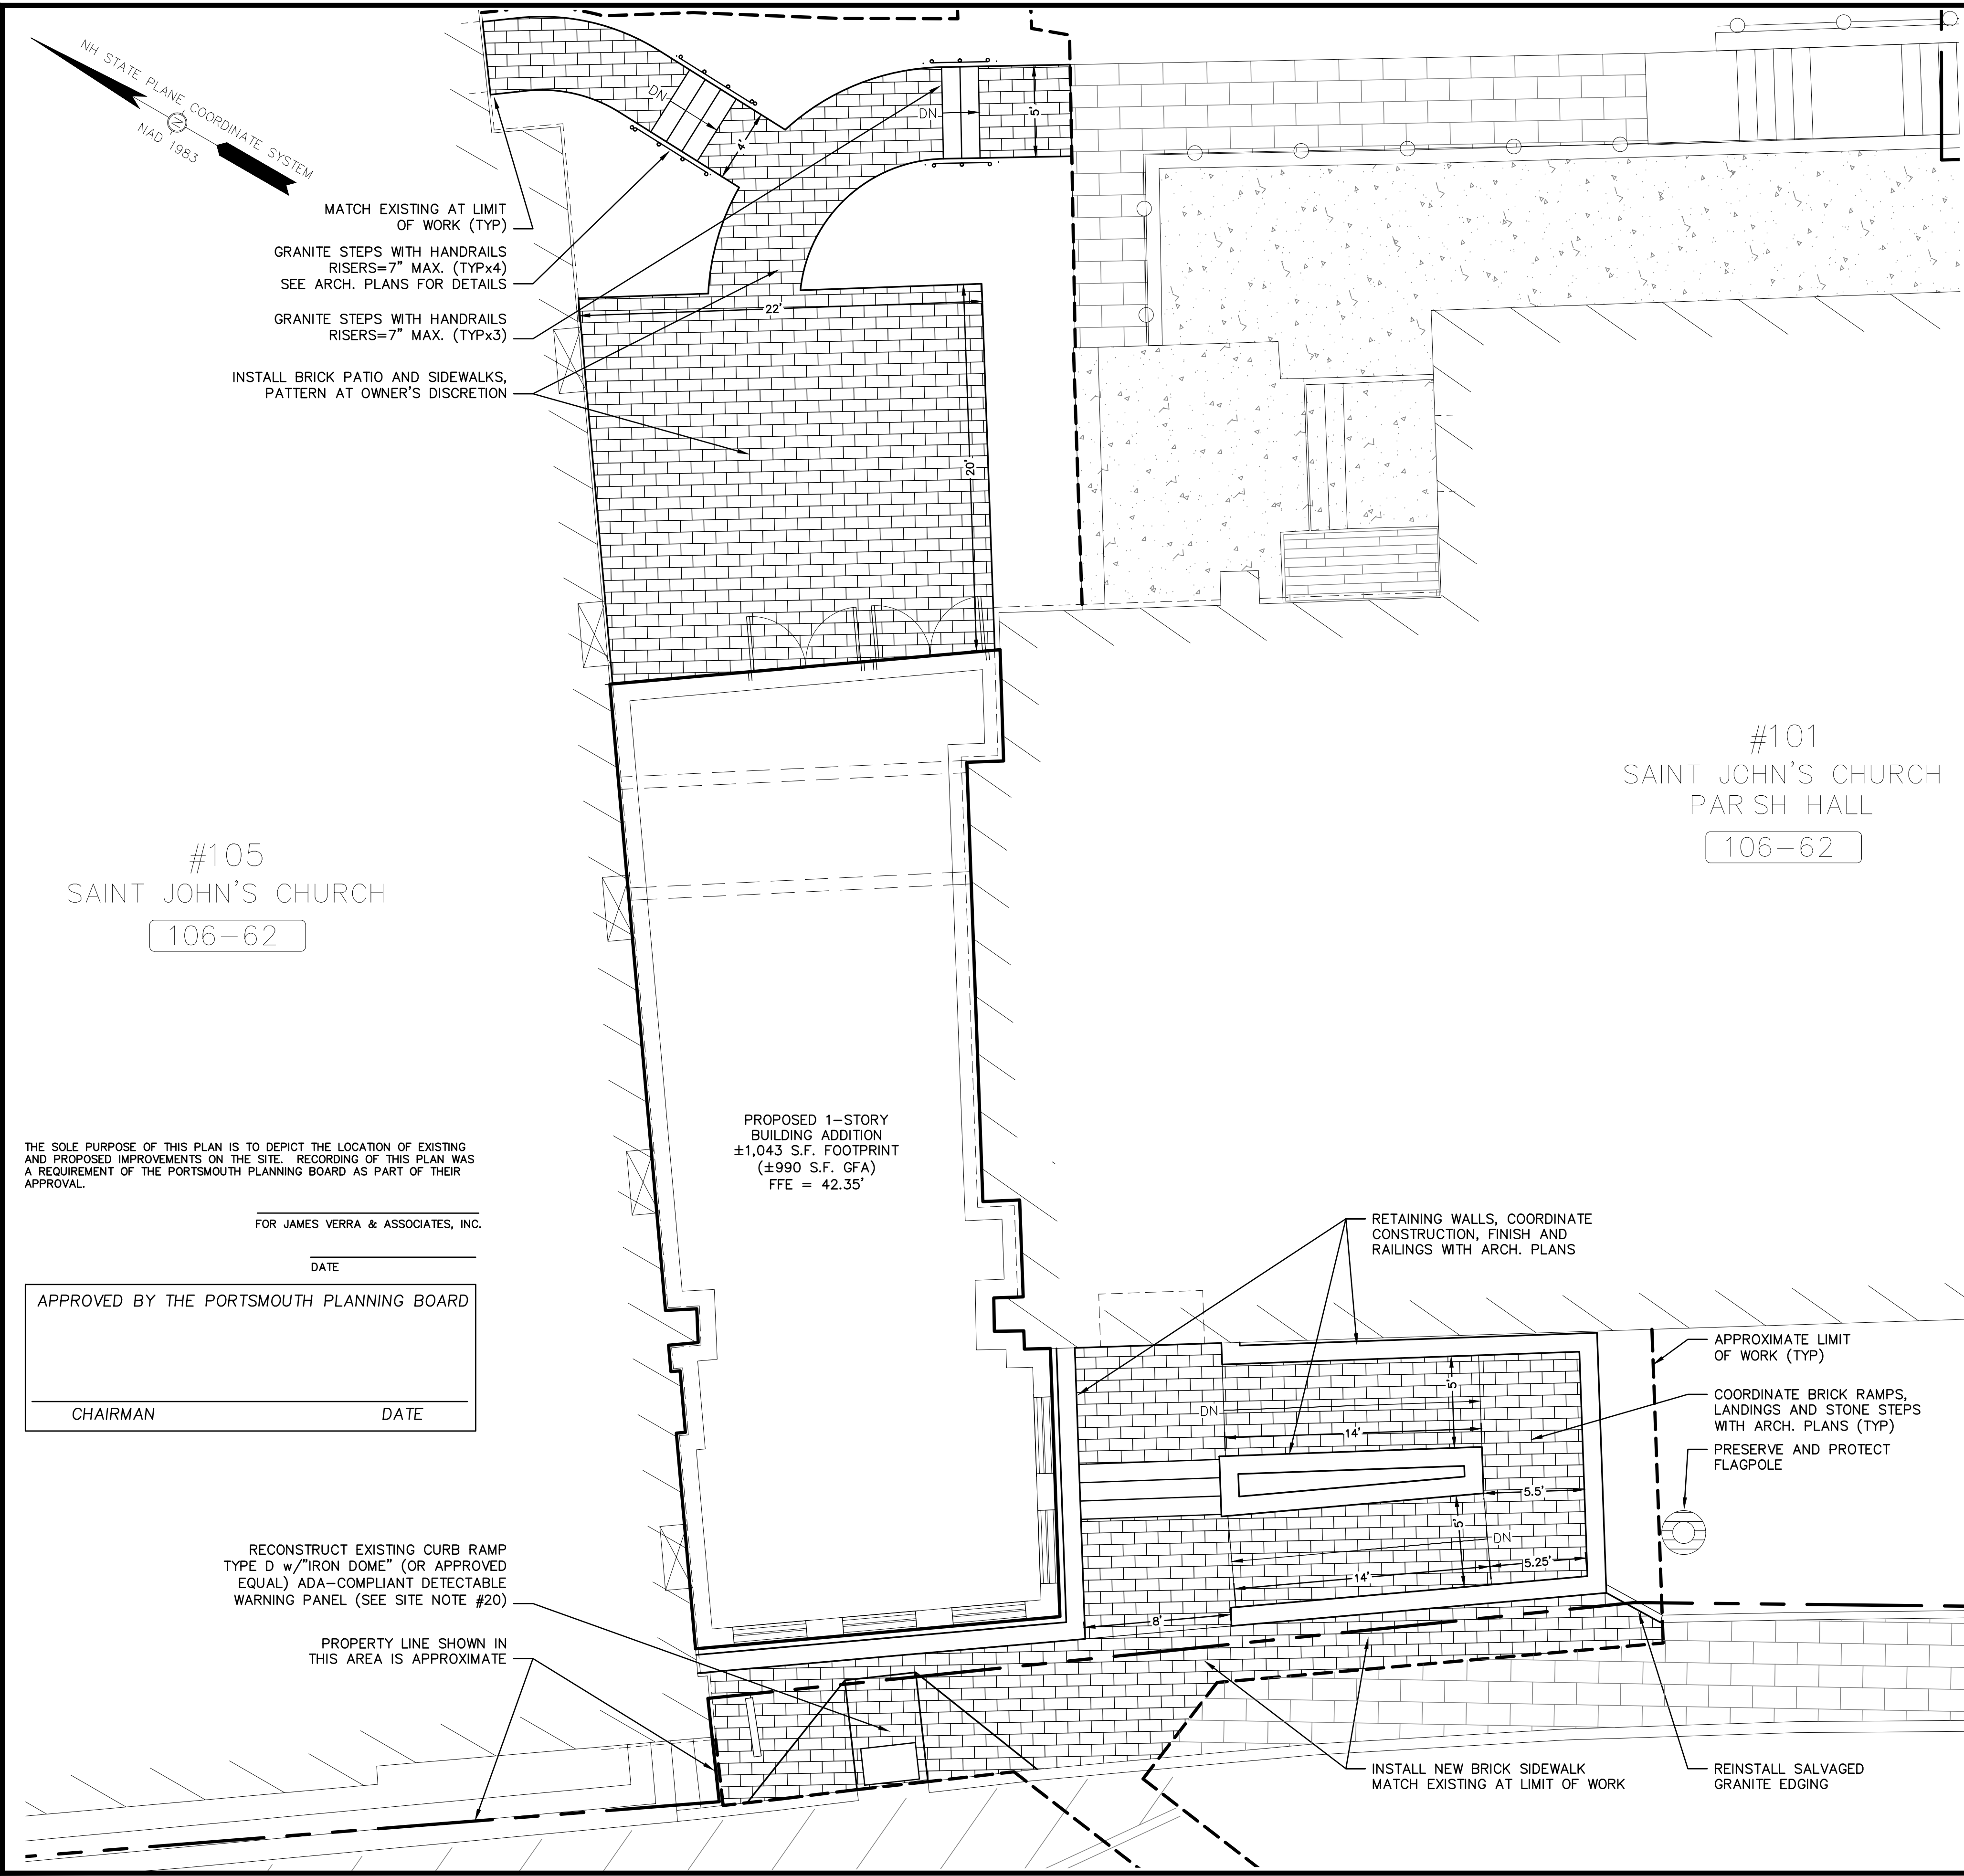 NH STATE PLANE COORDINATE SYSTEM
N
NAD 1983
MATCH EXISTING AT LIMIT
OF WORK (TYP)
GRANITE STEPS WITH HANDRAILS
RISERS=7" MAX. (TYPx4)
SEE ARCH. PLANS FOR DETAILS
GRANITE STEPS WITH HANDRAILS
RISERS=7" MAX. (TYPx3)
INSTALL BRICK PATIO AND SIDEWALKS,
PATTERN AT OWNER'S DISCRETION
DN
4'
DN
5'
22'
20'
#101
SAINT JOHN'S CHURCH
PARISH HALL
106-62
#105
SAINT JOHN'S CHURCH
106-62
PROPOSED 1-STORY
BUILDING ADDITION
±1,043 S.F. FOOTPRINT
(±990 S.F. GFA)
FFE = 42.35'
THE SOLE PURPOSE OF THIS PLAN IS TO DEPICT THE LOCATION OF EXISTING
AND PROPOSED IMPROVEMENTS ON THE SITE. RECORDING OF THIS PLAN WAS
A REQUIREMENT OF THE PORTSMOUTH PLANNING BOARD AS PART OF THEIR
APPROVAL.
FOR JAMES VERRA & ASSOCIATES, INC.
DATE
APPROVED BY THE PORTSMOUTH PLANNING BOARD
CHAIRMAN DATE
RETAINING WALLS, COORDINATE
CONSTRUCTION, FINISH AND
RAILINGS WITH ARCH. PLANS
APPROXIMATE LIMIT
OF WORK (TYP)
COORDINATE BRICK RAMPS,
LANDINGS AND STONE STEPS
WITH ARCH. PLANS (TYP)
PRESERVE AND PROTECT
FLAGPOLE
DN
5'
14'
5.5'
5'
DN
5.25'
14'
8'
RECONSTRUCT EXISTING CURB RAMP
TYPE D w/"IRON DOME" (OR APPROVED
EQUAL) ADA-COMPLIANT DETECTABLE
WARNING PANEL (SEE SITE NOTE #20)
PROPERTY LINE SHOWN IN
THIS AREA IS APPROXIMATE
INSTALL NEW BRICK SIDEWALK
MATCH EXISTING AT LIMIT OF WORK
REINSTALL SALVAGED
GRANITE EDGING